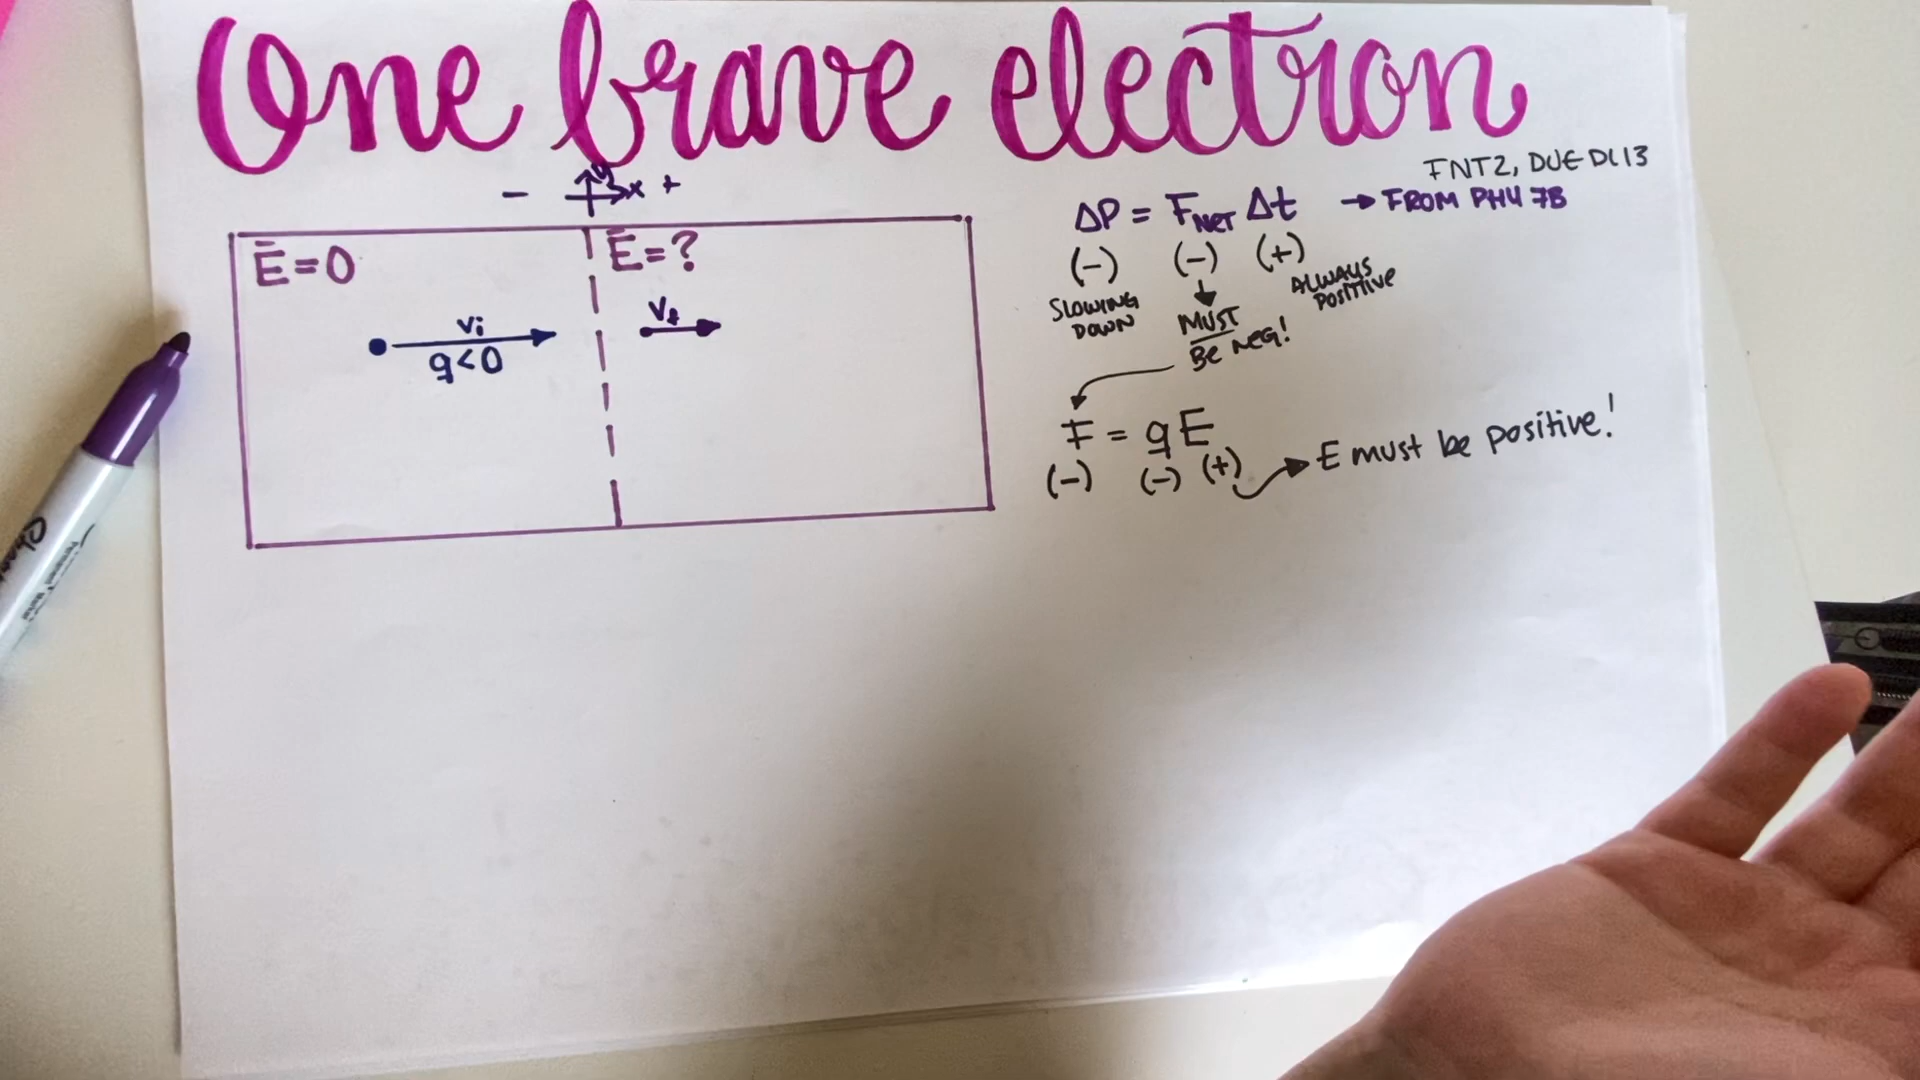 One brave electron
FNT2, DUE DL13
- y x +
Ē=0
Ē=?
vi
q<0
vf
ΔP = FNET Δt → FROM PHY 7B
(-) (-) (+)
SLOWING
DOWN
MUST
BE NEG!
ALWAYS
POSITIVE
F = qE
(-) (-) (+)
E must be positive!